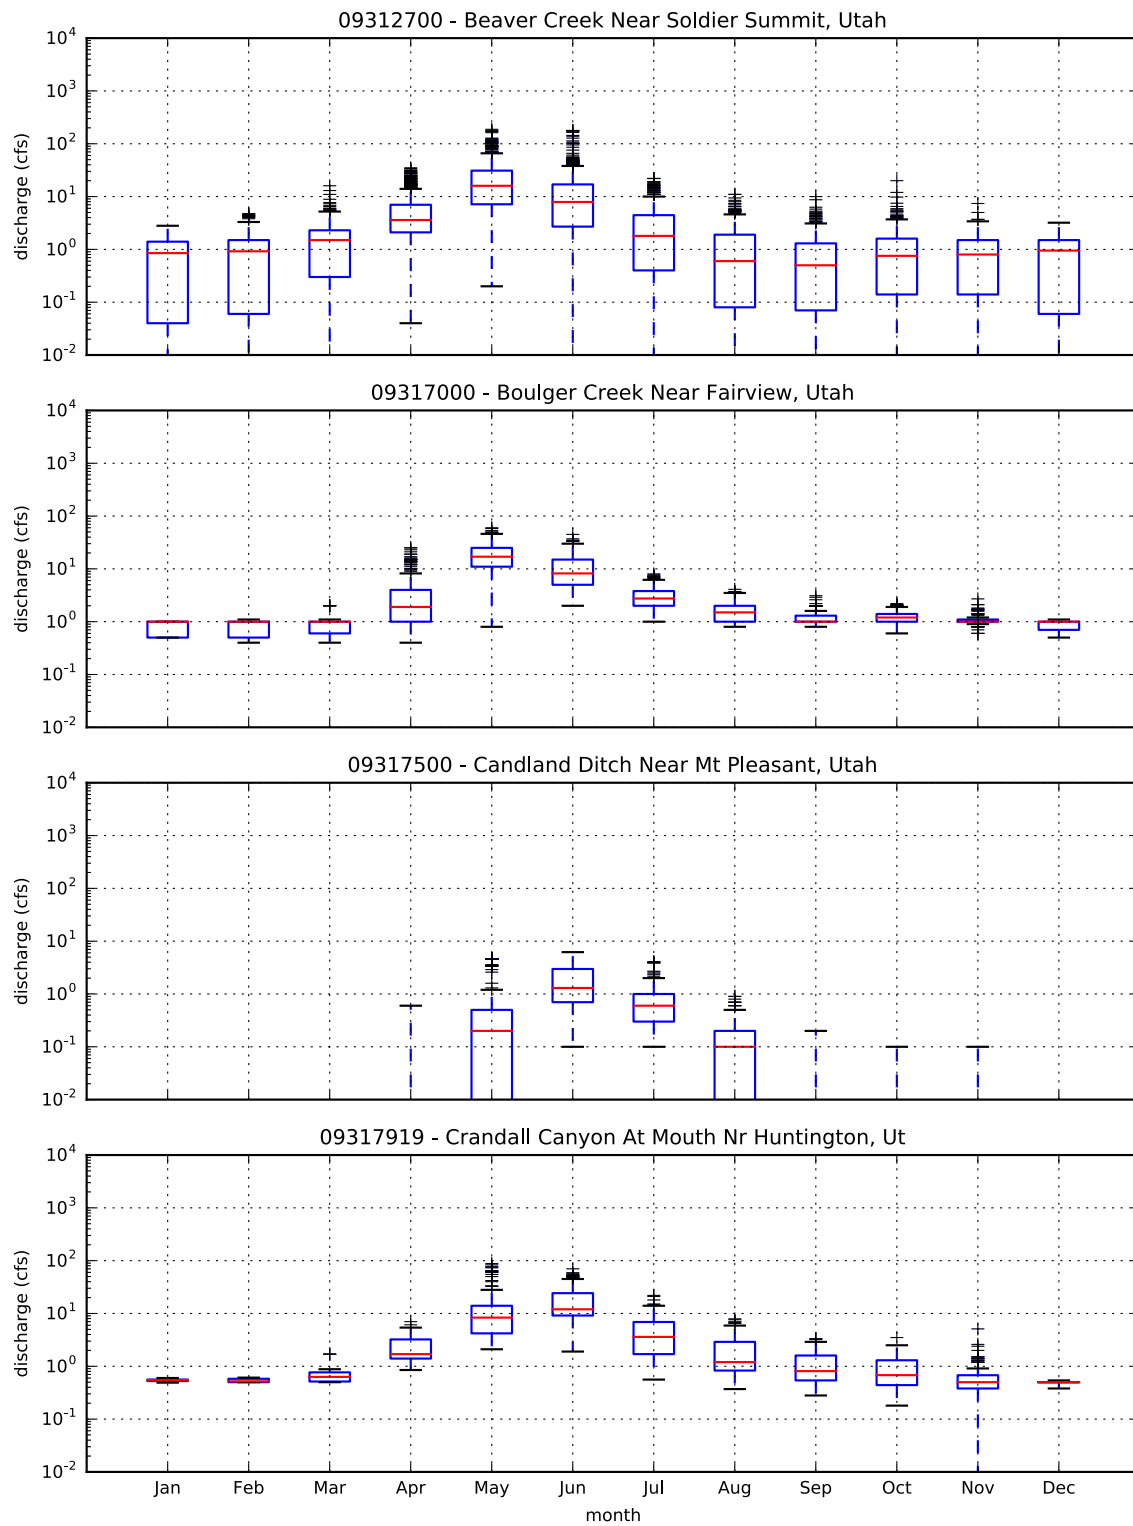 09312700 - Beaver Creek Near Soldier Summit, Utah
10^4
10^3
10^2
10^1
10^0
10^-1
10^-2
discharge (cfs)
09317000 - Boulger Creek Near Fairview, Utah
10^4
10^3
10^2
10^1
10^0
10^-1
10^-2
discharge (cfs)
09317500 - Candland Ditch Near Mt Pleasant, Utah
10^4
10^3
10^2
10^1
10^0
10^-1
10^-2
discharge (cfs)
09317919 - Crandall Canyon At Mouth Nr Huntington, Ut
10^4
10^3
10^2
10^1
10^0
10^-1
10^-2
discharge (cfs)
Jan Feb Mar Apr May Jun Jul Aug Sep Oct Nov Dec
month